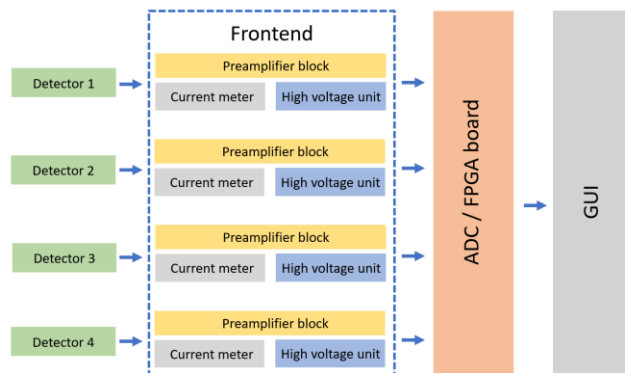 Frontend
Preamplifier block
Detector 1
Current meter
High voltage unit
Preamplifier block
Detector 2
Current meter
High voltage unit
Preamplifier block
Detector 3
Current meter
High voltage unit
Preamplifier block
Detector 4
Current meter
High voltage unit
ADC / FPGA board
GUI